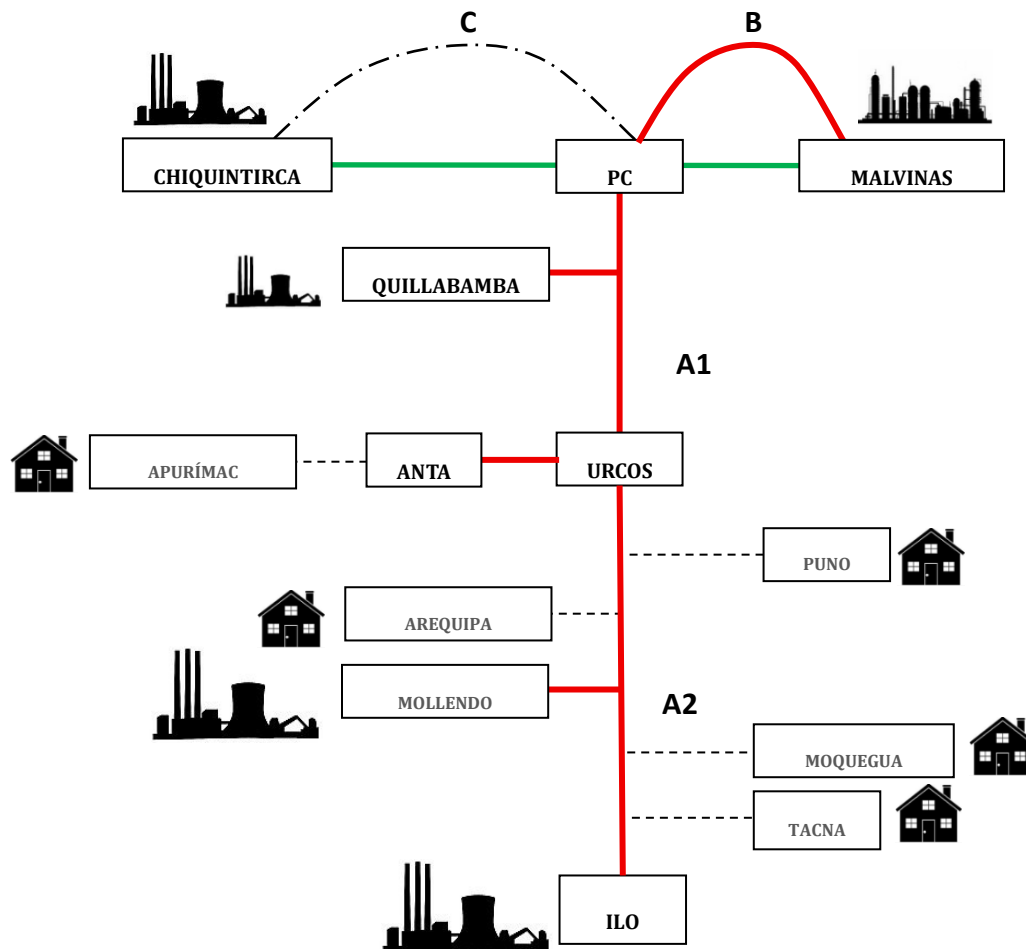 C
B
CHIQUINTIRCA
PC
MALVINAS
QUILLABAMBA
A1
APURÍMAC
ANTA
URCOS
PUNO
AREQUIPA
MOLLENDO
A2
MOQUEGUA
TACNA
ILO